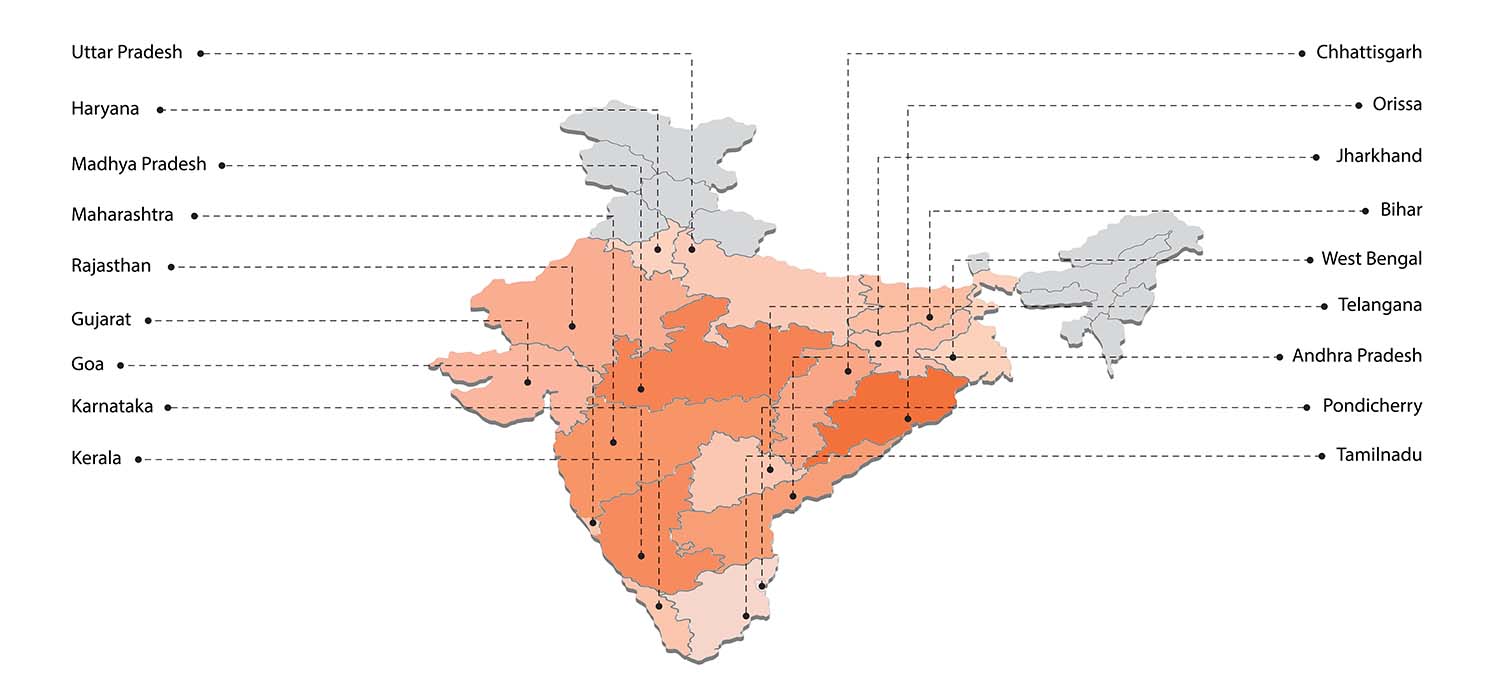 Uttar Pradesh
Haryana
Madhya Pradesh
Maharashtra
Rajasthan
Gujarat
Goa
Karnataka
Kerala
Chhattisgarh
Orissa
Jharkhand
Bihar
West Bengal
Telangana
Andhra Pradesh
Pondicherry
Tamilnadu